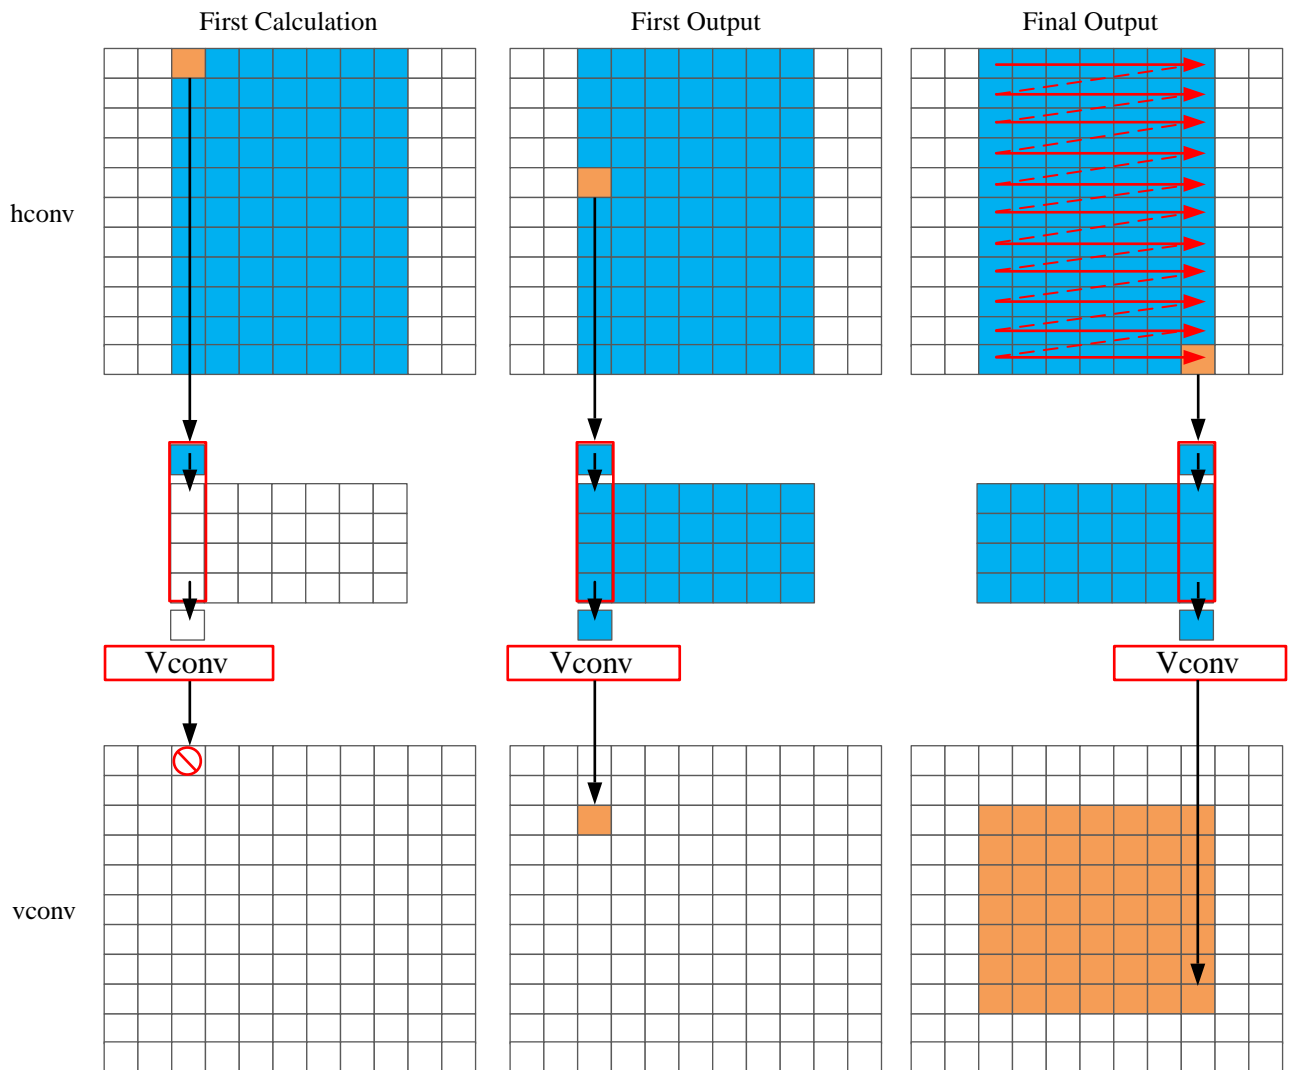 First Calculation
First Output
Final Output
hconv
Vconv
Vconv
Vconv
vconv